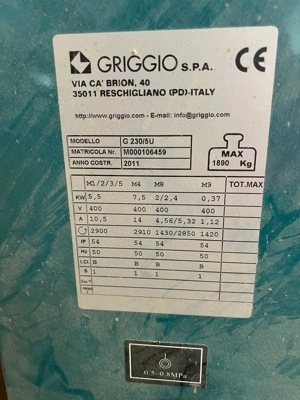 GRIGGIO S.P.A.
CE
VIA CA' BRION, 40
35011 RESCHIGLIANO (PD)-ITALY
http://www.griggio.com - E-mail: info@griggio.com
MODELLO G 230/5U
MATRICOLA Nr. M000106459
ANNO COSTR. 2011
MAX
1890 Kg
M1/2/3/5 M4 M8 M9 TOT.MAX
KW 5,5 7,5 2/2,4 0,37
V 400 400 400 400
A 10,5 14 4,56/5,32 1,12
2900 2910 1430/2850 1420
IP 54 54 54 54
Hz 50 50 50 50
I.CL B B B B
S 1 1 1 1
0.5-0.8MPa